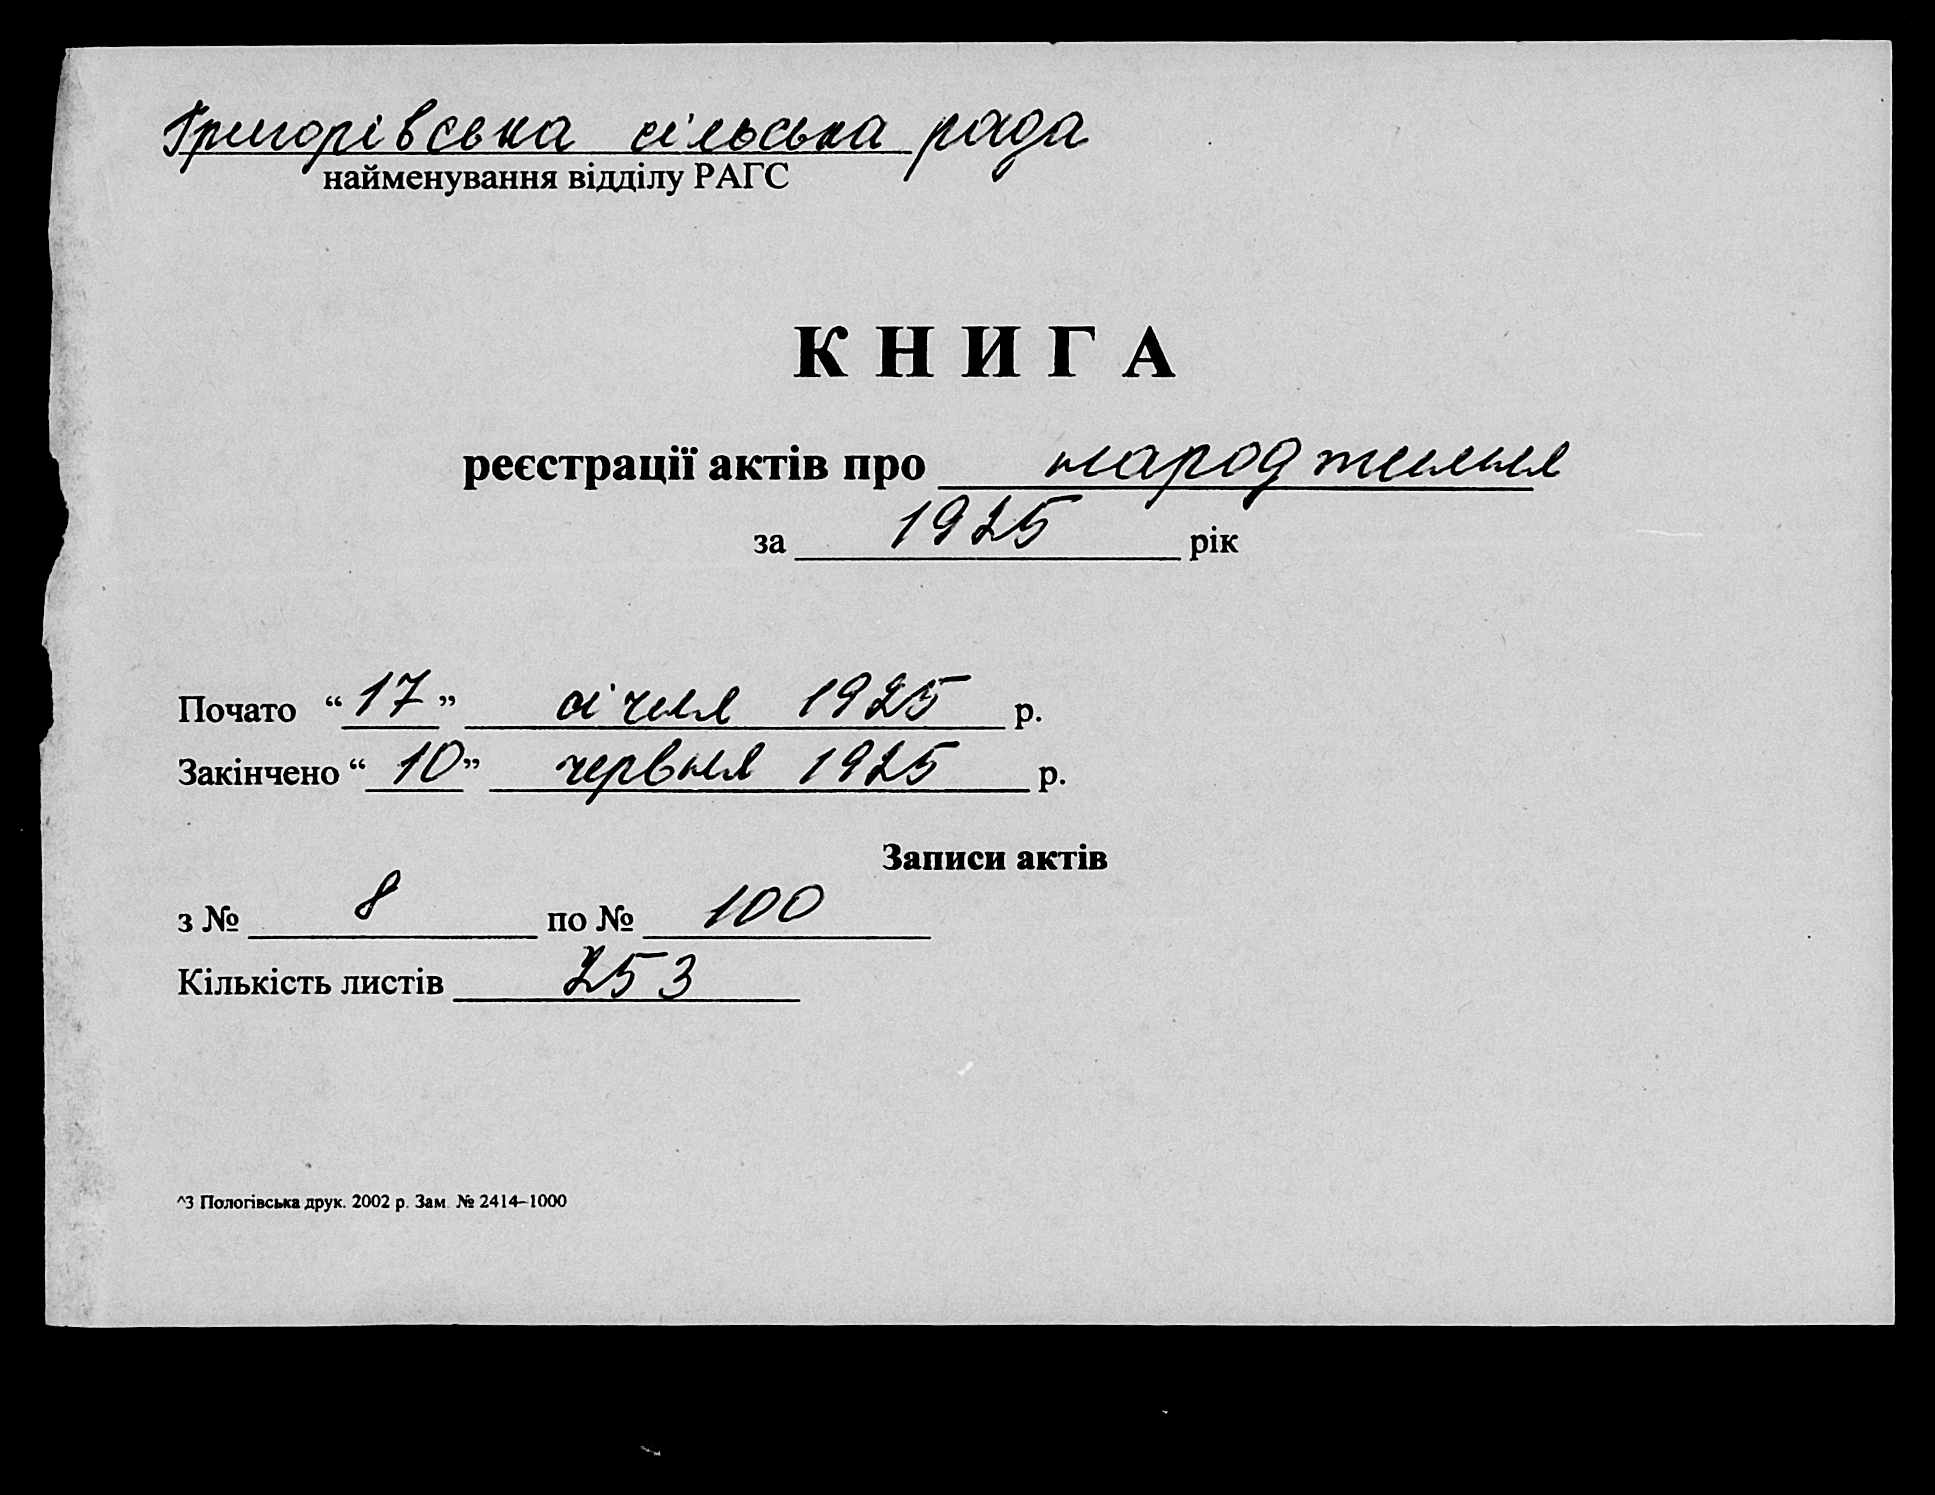 Григорівська сільська рада
найменування відділу РАГС
КНИГА
реєстрації актів про народження
за 1925 рік
Почато “17” січня 1925 р.
Закінчено “10” червня 1925 р.
Записи актів
з № 8 по № 100
Кількість листів 253
^З Пологівська друк. 2002 р. Зам. № 2414–1000